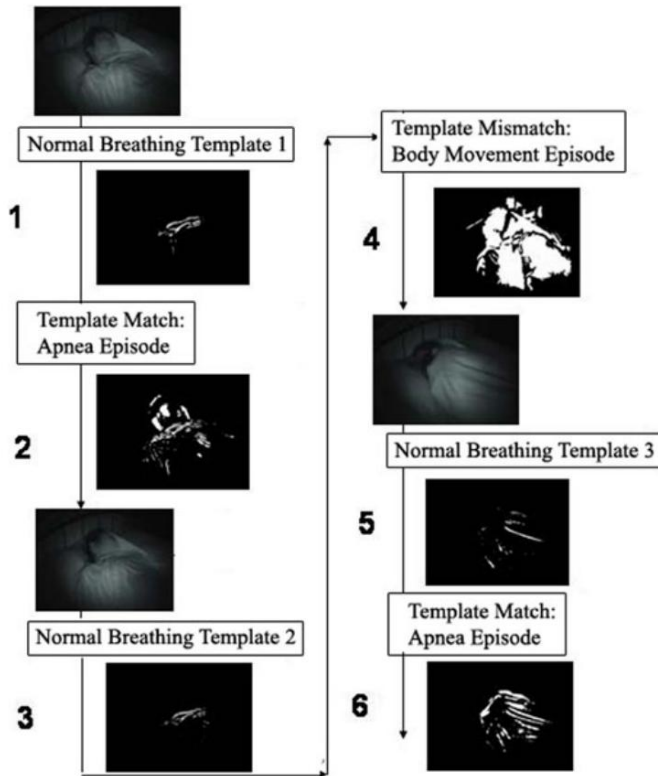 Normal Breathing Template 1
1
Template Match:
Apnea Episode
2
Normal Breathing Template 2
3
Template Mismatch:
Body Movement Episode
4
Normal Breathing Template 3
5
Template Match:
Apnea Episode
6